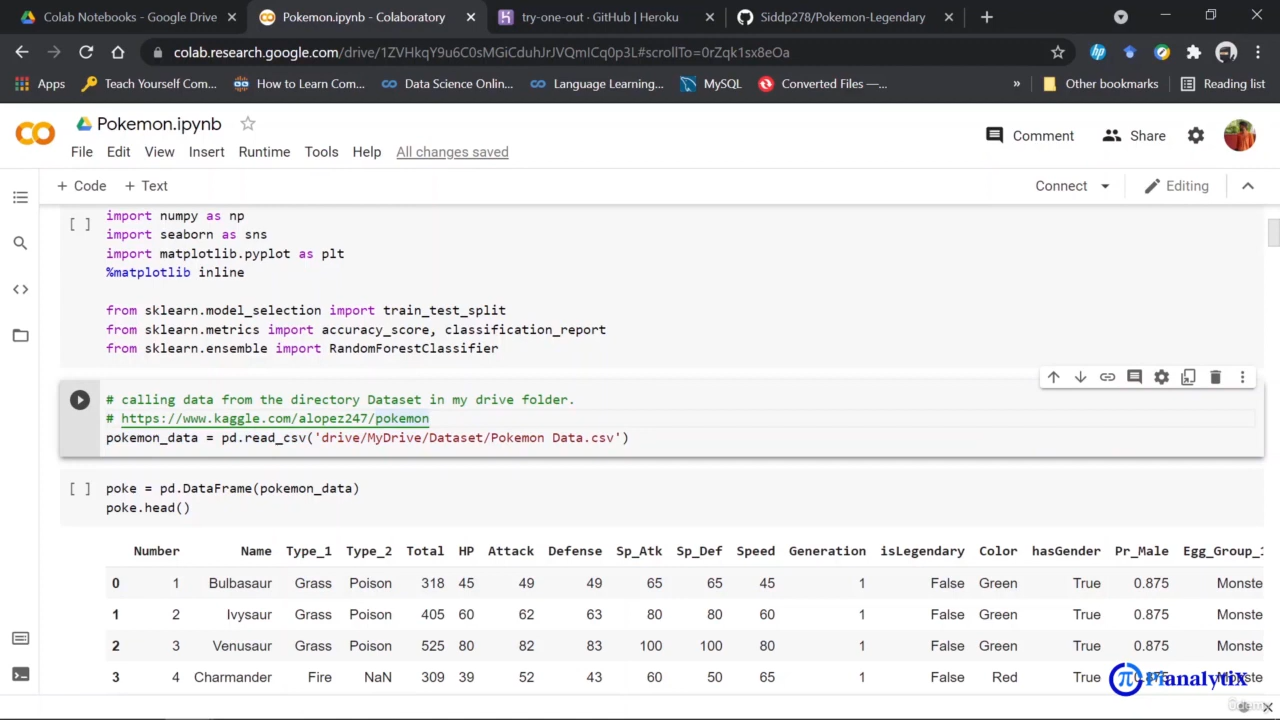 Colab Notebooks - Google Drive
Pokemon.ipynb - Colaboratory
try-one-out · GitHub | Heroku
Siddp278/Pokemon-Legendary
colab.research.google.com/drive/1ZVHkqY9u6C0sMGiCduhJrJVQmICq0p3L#scrollTo=0rZqk1sx8eOa
Apps Teach Yourself Com... How to Learn Comm... Data Science Onlin... Language Learning... MySQL Converted Files —... » Other bookmarks Reading list
Pokemon.ipynb
Comment Share
File Edit View Insert Runtime Tools Help All changes saved
+ Code + Text Connect Editing
import numpy as np
[ ]
import seaborn as sns
import matplotlib.pyplot as plt
%matplotlib inline
from sklearn.model_selection import train_test_split
from sklearn.metrics import accuracy_score, classification_report
from sklearn.ensemble import RandomForestClassifier
# calling data from the directory Dataset in my drive folder.
# https://www.kaggle.com/alopez247/pokemon
pokemon_data = pd.read_csv('drive/MyDrive/Dataset/Pokemon Data.csv')
[ ] poke = pd.DataFrame(pokemon_data)
poke.head()
Number Name Type_1 Type_2 Total HP Attack Defense Sp_Atk Sp_Def Speed Generation isLegendary Color hasGender Pr_Male Egg_Group_1
0 1 Bulbasaur Grass Poison 318 45 49 49 65 65 45 1 False Green True 0.875 Monste
1 2 Ivysaur Grass Poison 405 60 62 63 80 80 60 1 False Green True 0.875 Monste
2 3 Venusaur Grass Poison 525 80 82 83 100 100 80 1 False Green True 0.875 Monste
3 4 Charmander Fire NaN 309 39 52 43 60 50 65 1 False Red True Monste
π Pianalytix
Udemy